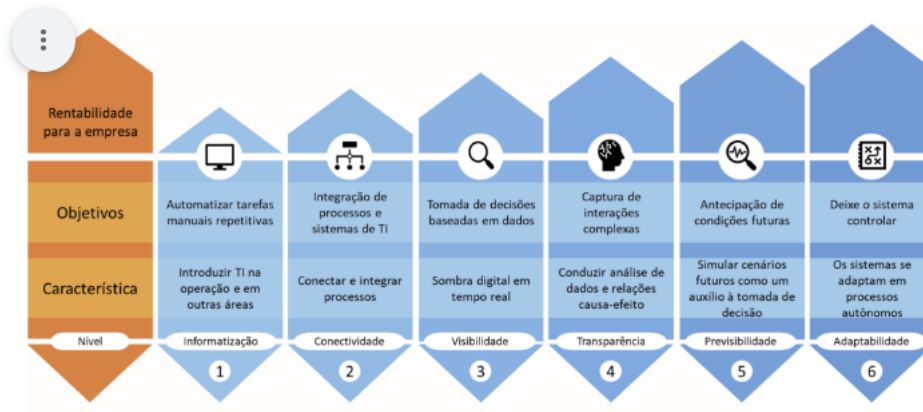 Rentabilidade
para a empresa
Objetivos
Automatizar tarefas
manuais repetitivas
Integração de
processos e
sistemas de TI
Tomada de decisões
baseadas em dados
Captura de
interações
complexas
Antecipação de
condições futuras
Deixe o sistema
controlar
Característica
Introduzir TI na
operação e em
outras áreas
Conectar e integrar
processos
Sombra digital em
tempo real
Conduzir análise de
dados e relações
causa-efeito
Simular cenários
futuros como um
auxílio à tomada de
decisão
Os sistemas se
adaptam em
processos
autônomos
Nível
Informatização
Conectividade
Visibilidade
Transparência
Previsibilidade
Adaptabilidade
1
2
3
4
5
6